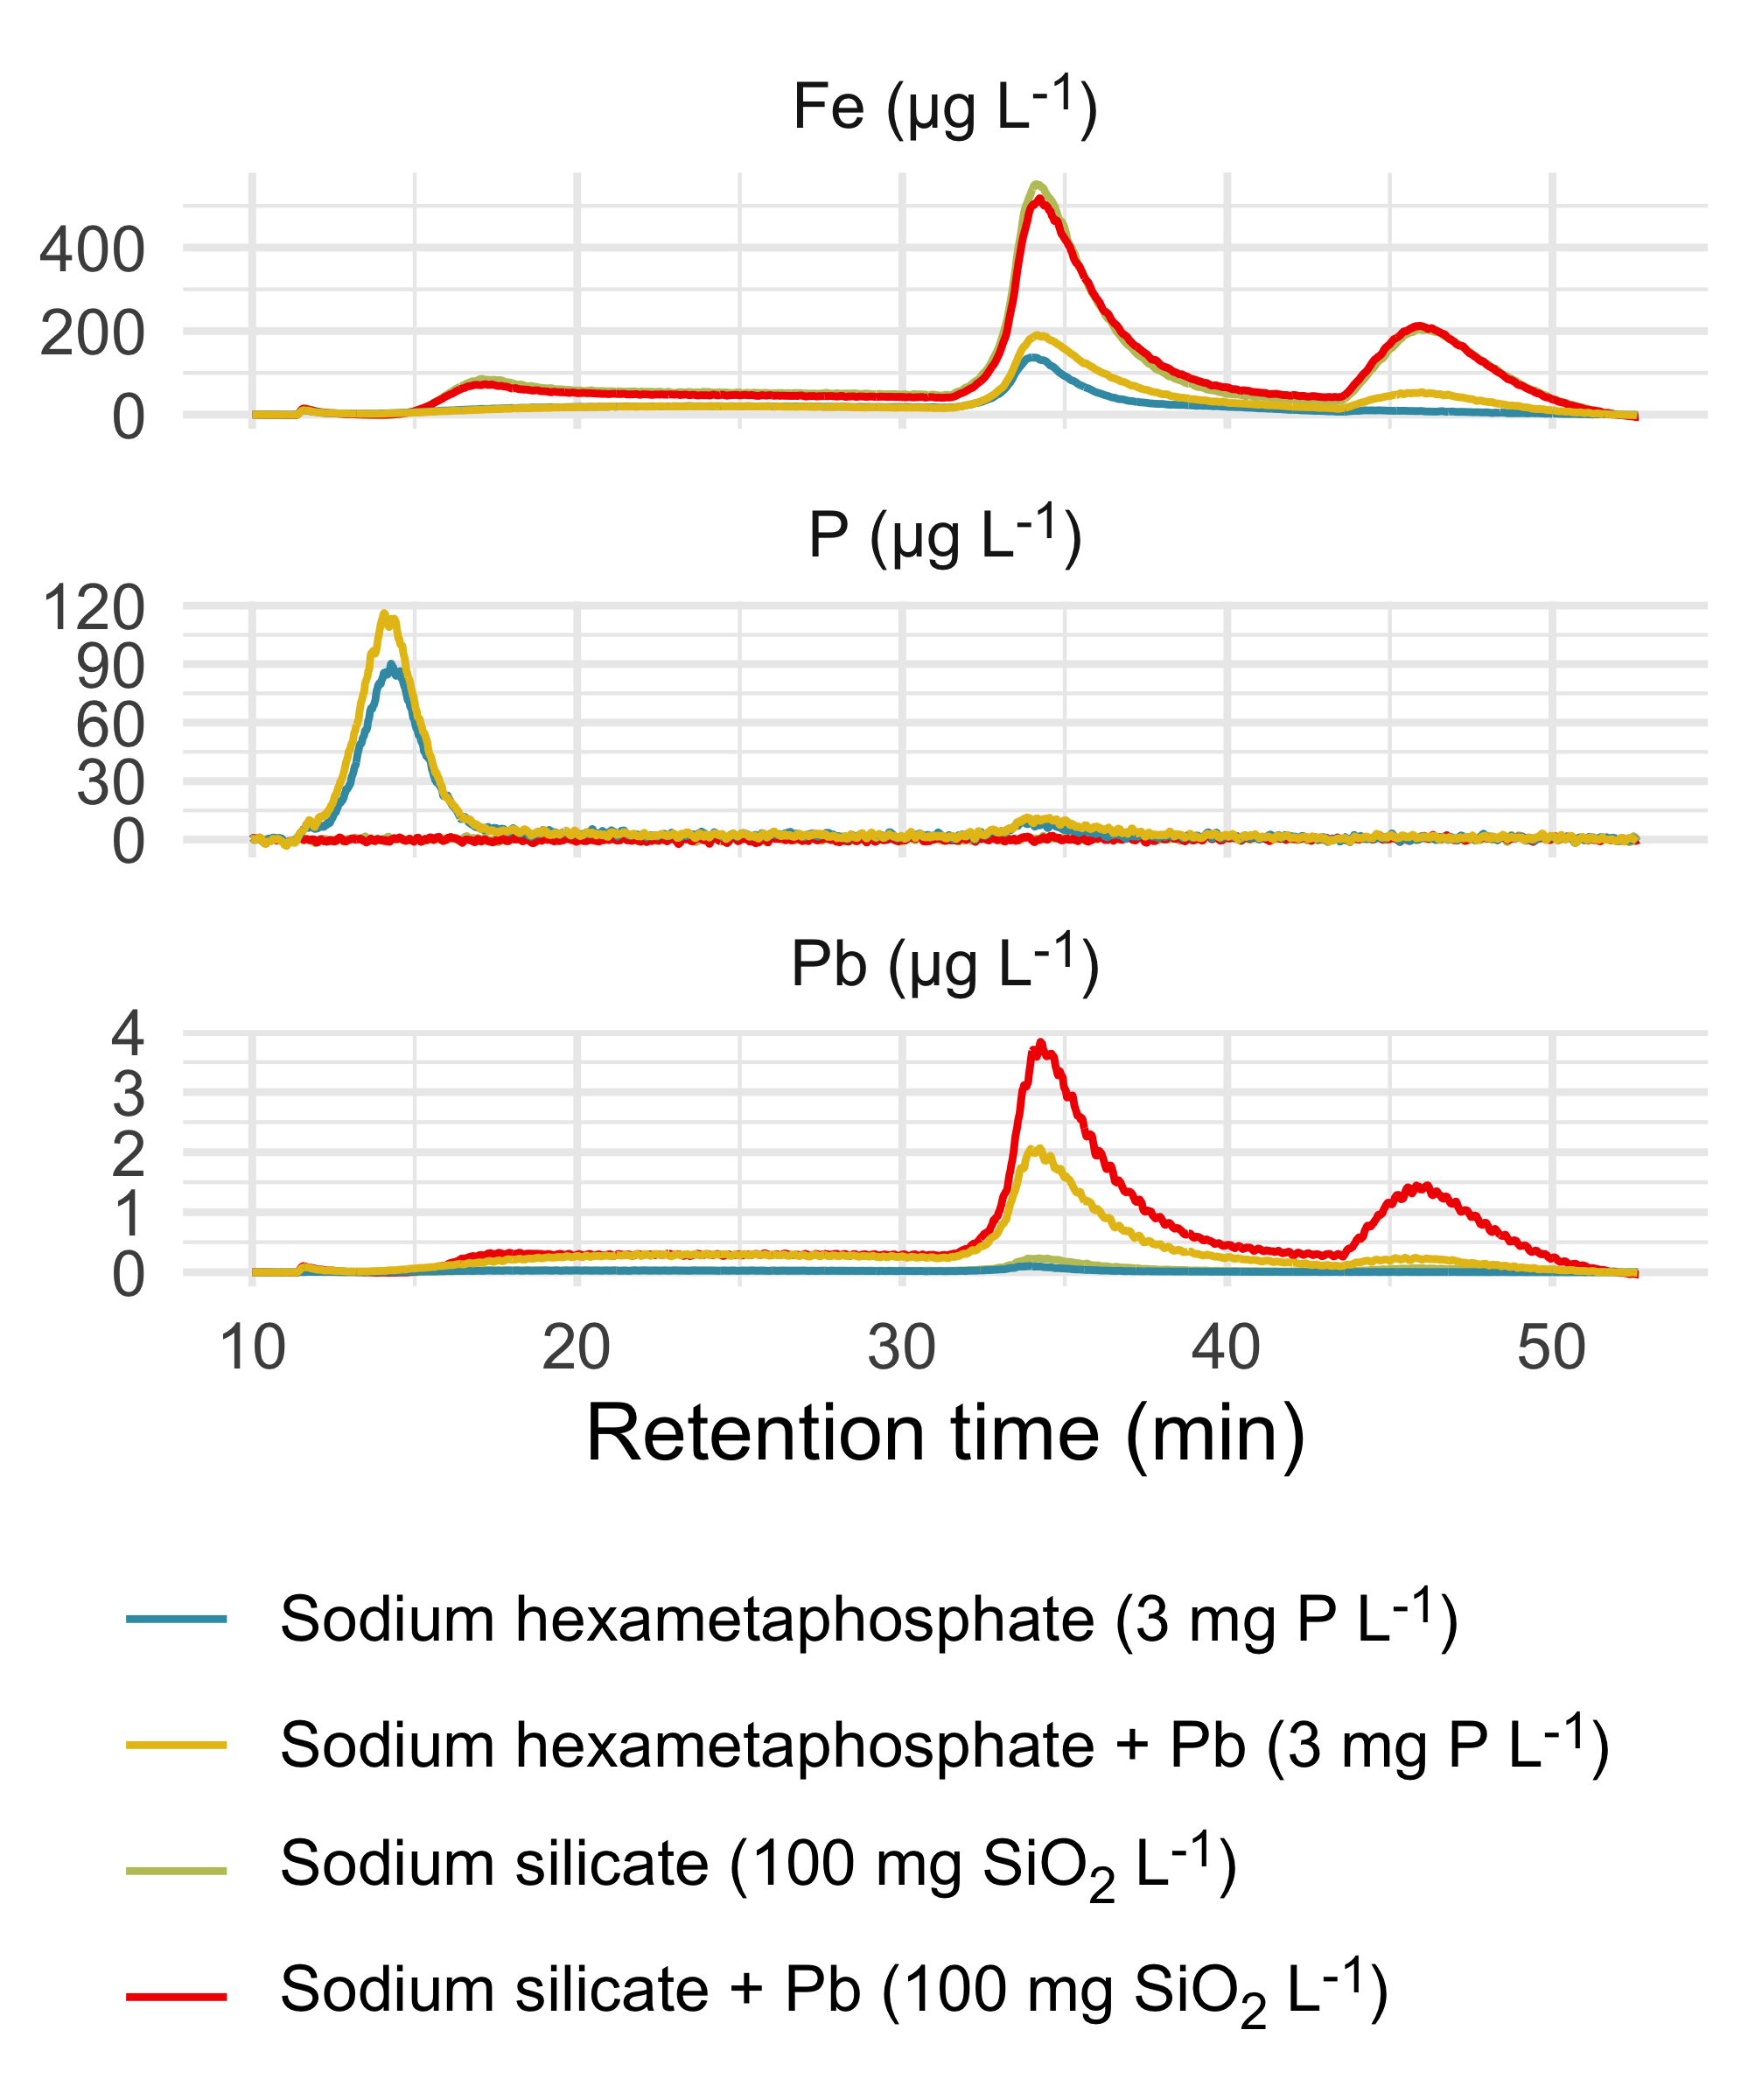 Fe (µg L-1)
400
200
0
P (µg L-1)
120
90
60
30
0
Pb (µg L-1)
4
3
2
1
0
10 20 30 40 50
Retention time (min)
Sodium hexametaphosphate (3 mg P L-1)
Sodium hexametaphosphate + Pb (3 mg P L-1)
Sodium silicate (100 mg SiO2 L-1)
Sodium silicate + Pb (100 mg SiO2 L-1)